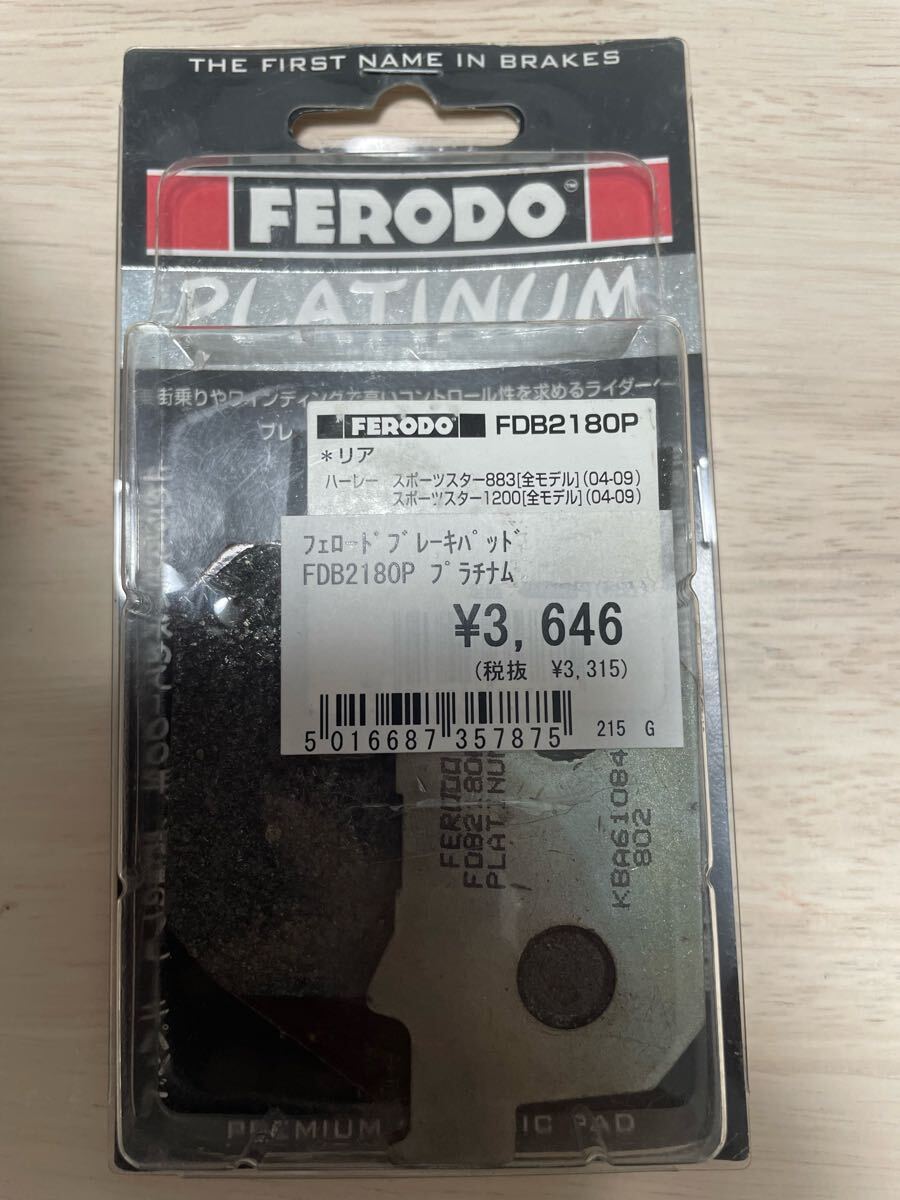 THE FIRST NAME IN BRAKES
FERODO™
PLATINUM
街乗りやワインディングで高いコントロール性を求めるライダー
ブレ
FERODO FDB2180P
*リア
ハーレー スポーツスター883[全モデル](04-09)
スポーツスター1200[全モデル](04-09)
ﾌｪﾛｰﾄﾞﾌﾞﾚｰｷﾊﾟｯﾄﾞ
FDB2180P ﾌﾟﾗﾁﾅﾑ
¥3,646
(税抜 ¥3,315)
5 016687 357875
215 G
FERODO
FDB2180P
PLATINUM
KBA61084
802
PREMIUM
IC PAD